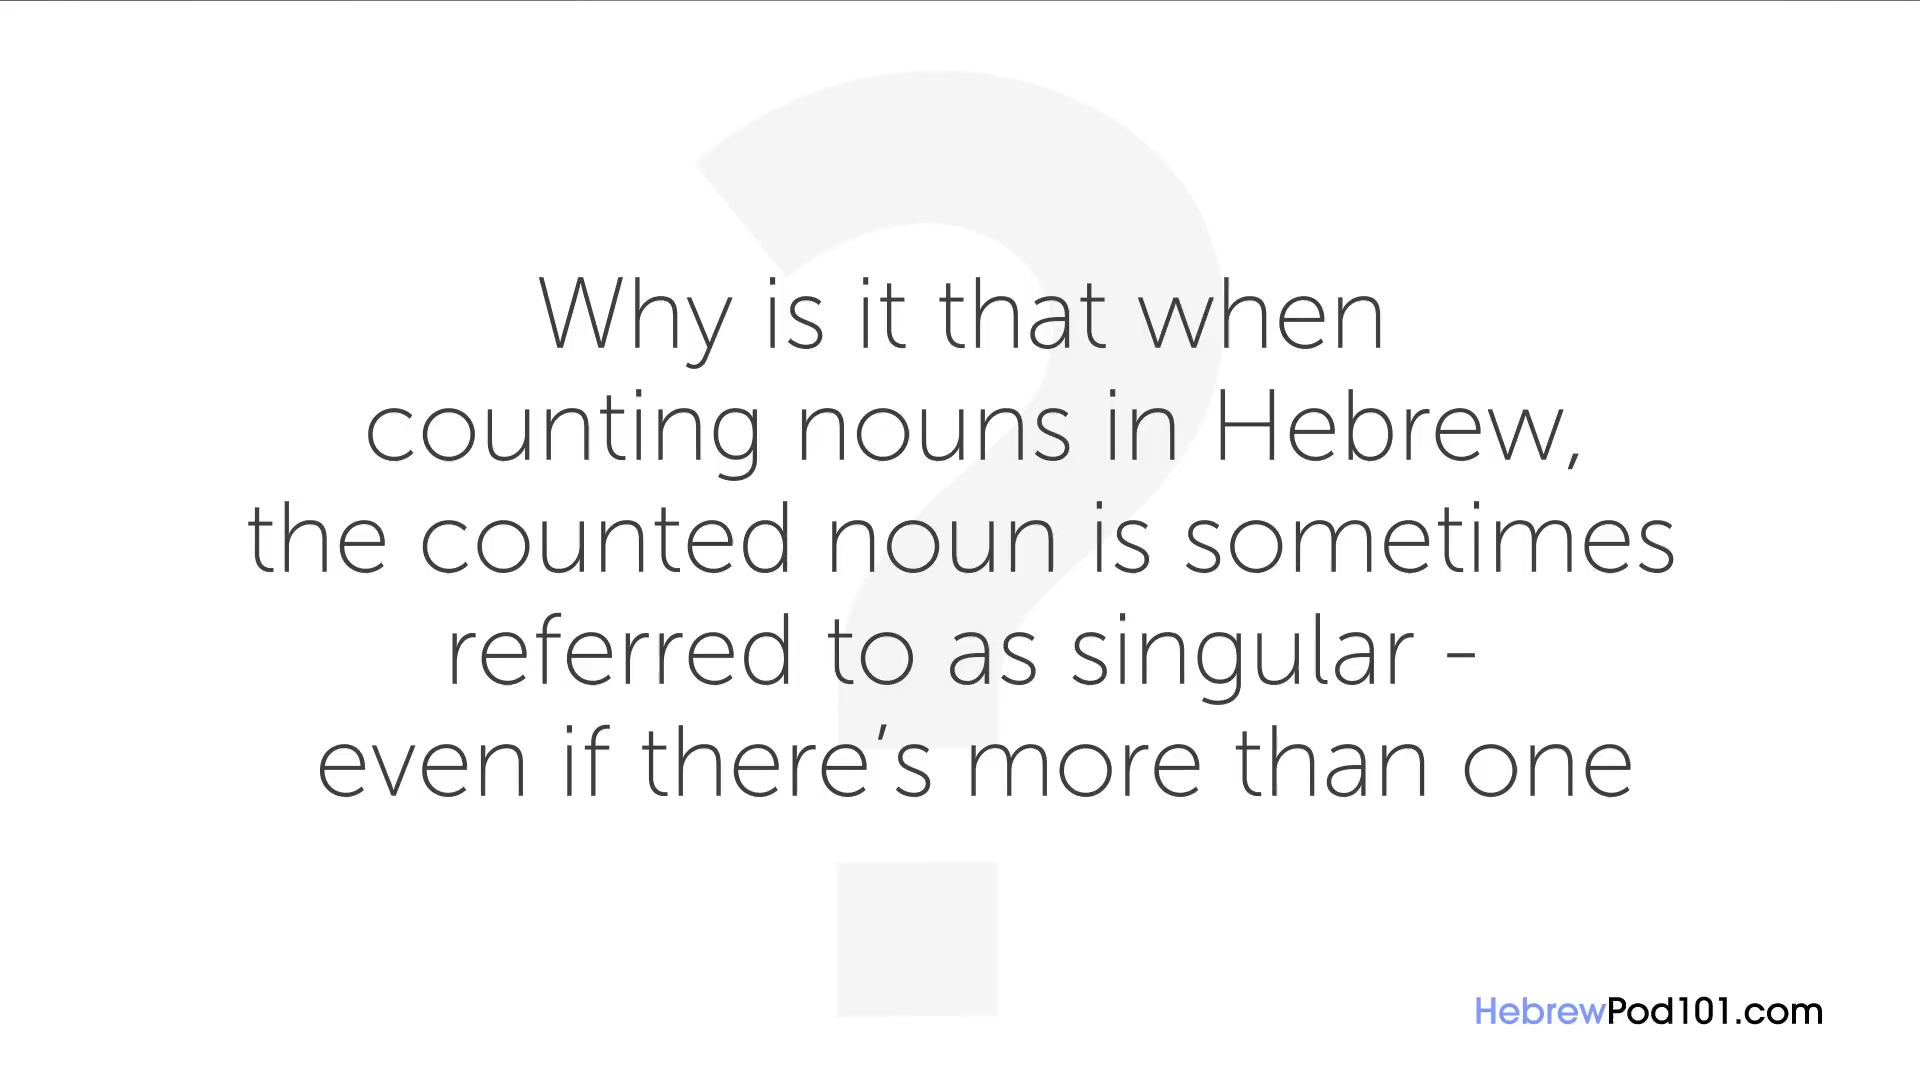 Why is it that when
counting nouns in Hebrew,
the counted noun is sometimes
referred to as singular -
even if there’s more than one
HebrewPod101.com